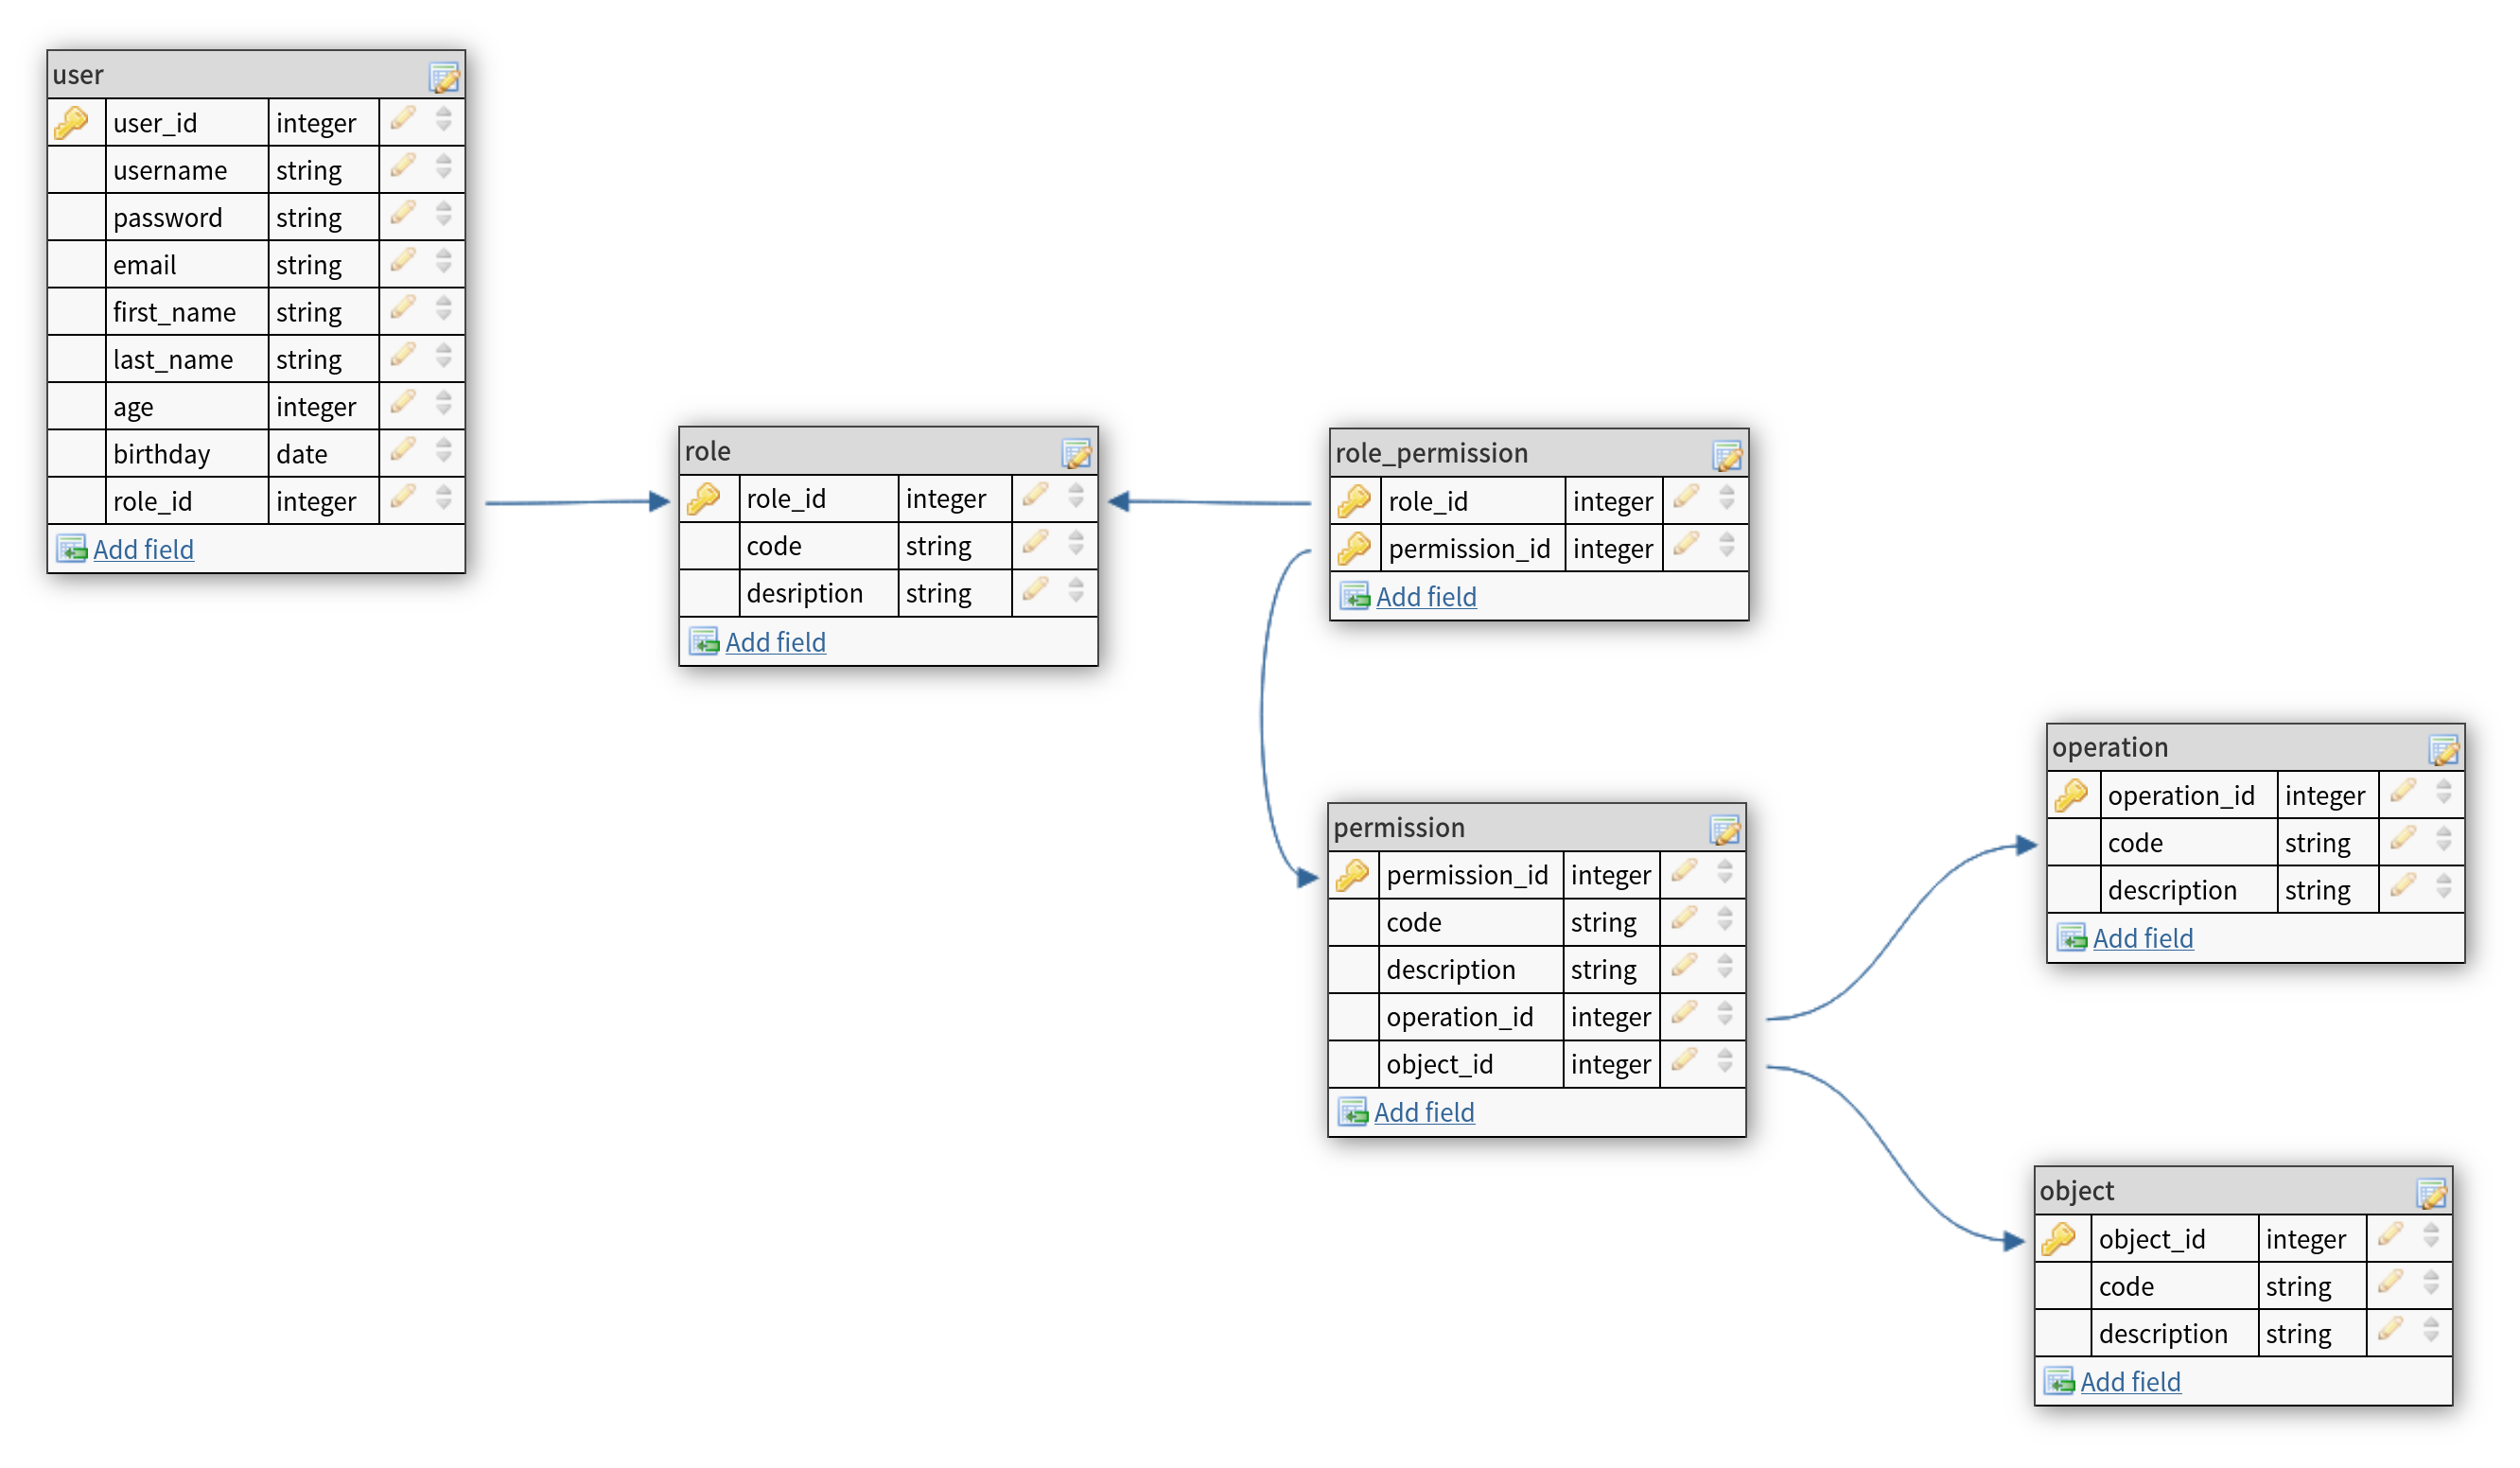 user
user_id integer
username string
password string
email string
first_name string
last_name string
age integer
birthday date
role_id integer
Add field
role
role_id integer
code string
desription string
Add field
role_permission
role_id integer
permission_id integer
Add field
permission
permission_id integer
code string
description string
operation_id integer
object_id integer
Add field
operation
operation_id integer
code string
description string
Add field
object
object_id integer
code string
description string
Add field